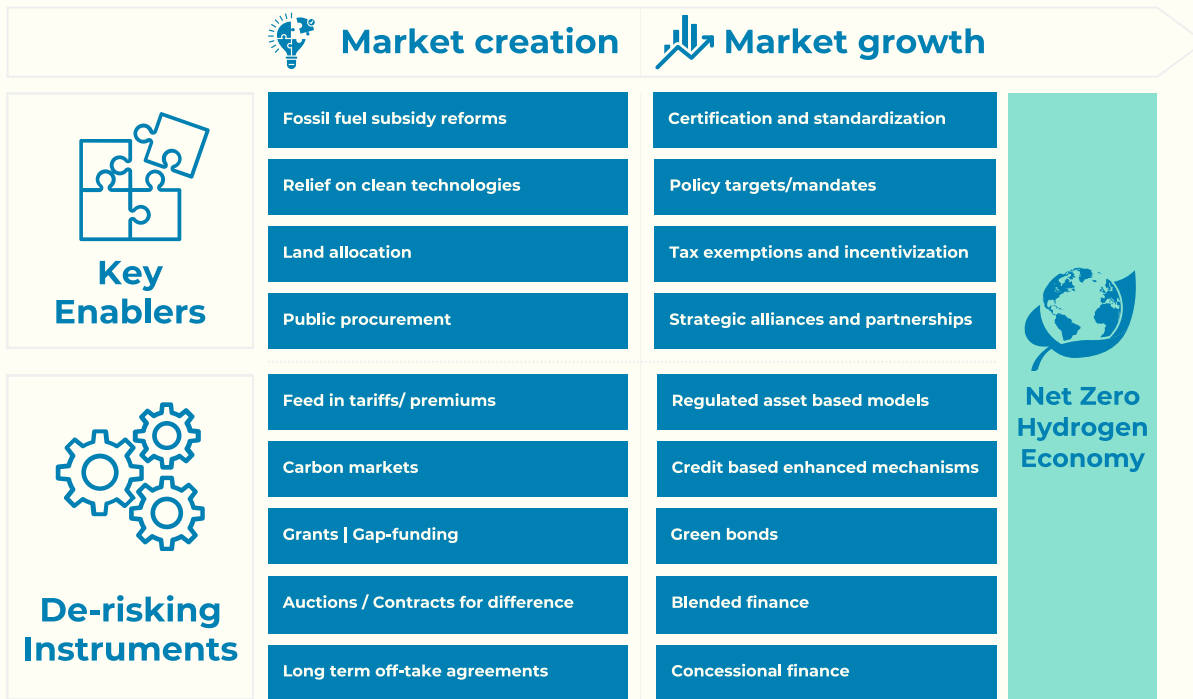 Market creation
Market growth
Key
Enablers
Fossil fuel subsidy reforms
Certification and standardization
Relief on clean technologies
Policy targets/mandates
Land allocation
Tax exemptions and incentivization
Public procurement
Strategic alliances and partnerships
De-risking
Instruments
Feed in tariffs/ premiums
Regulated asset based models
Carbon markets
Credit based enhanced mechanisms
Grants | Gap-funding
Green bonds
Auctions / Contracts for difference
Blended finance
Long term off-take agreements
Concessional finance
Net Zero
Hydrogen
Economy